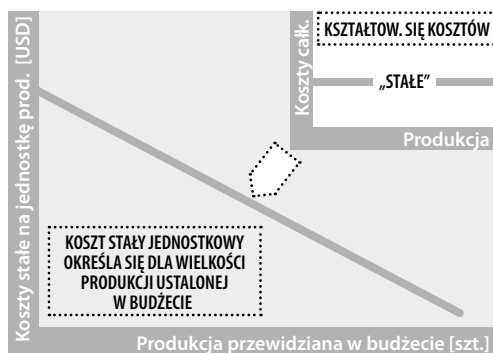 Koszty stałe na jednostkę prod. [USD]
Koszty całk.
KSZTAŁTOW. SIĘ KOSZTÓW
„STAŁE”
Produkcja
KOSZT STAŁY JEDNOSTKOWY
OKREŚLA SIĘ DLA WIELKOŚCI
PRODUKCJI USTALONEJ
W BUDŻECIE
Produkcja przewidziana w budżecie [szt.]